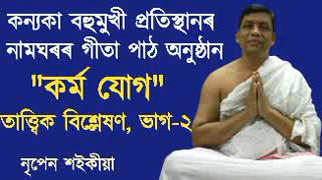 কন্যকা বহুমুখী প্ৰতিস্থানৰ
নামঘৰৰ গীতা পাঠ অনুষ্ঠান
"কৰ্ম যোগ"
তাত্ত্বিক বিশ্লেষণ, ভাগ-২
নৃপেন শইকীয়া